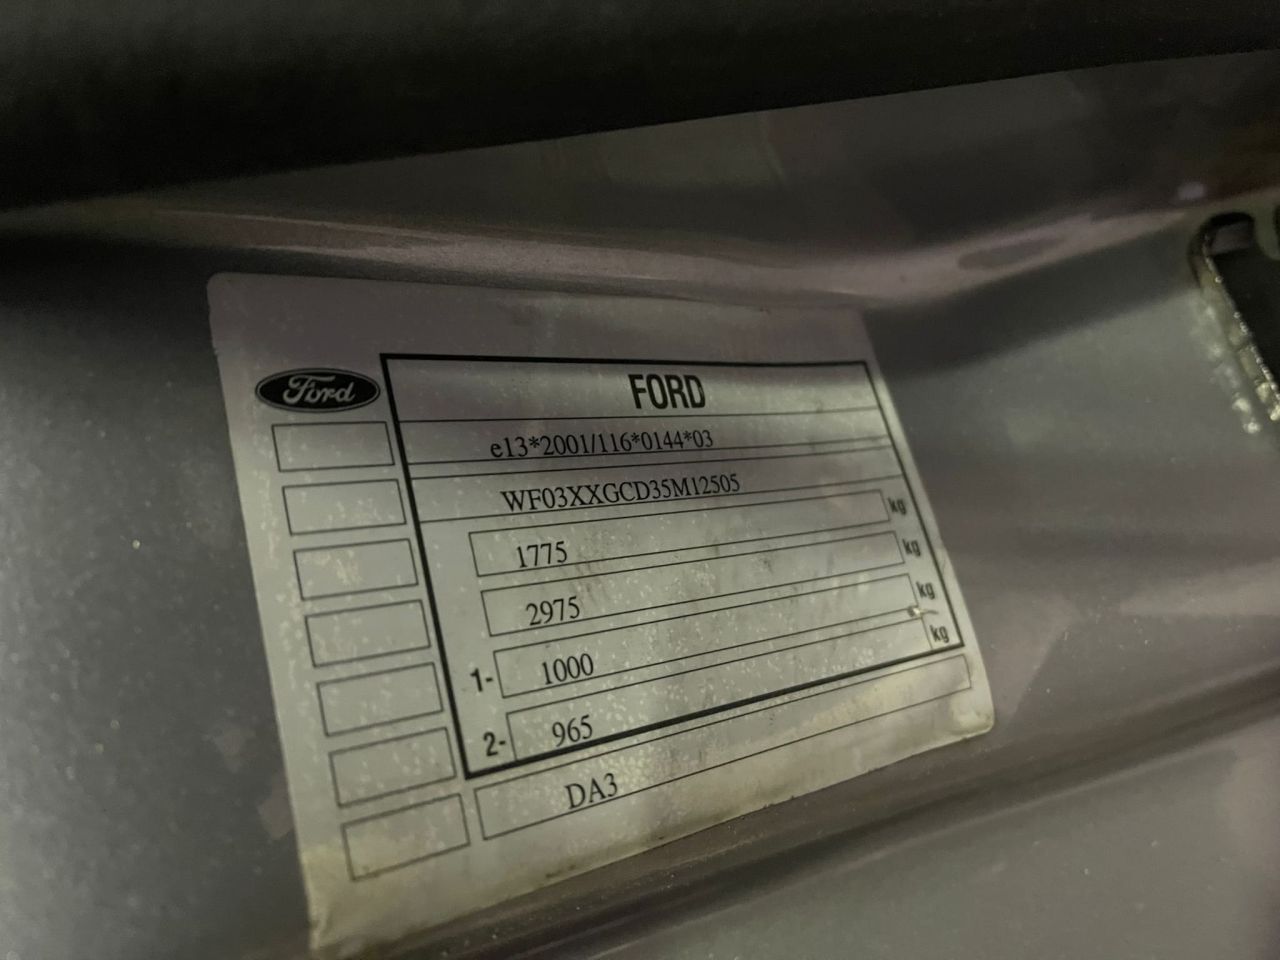 Ford
FORD
e13*2001/116*0144*03
WF03XXGCD35M12505
1775 kg
2975 kg
1- 1000 kg
2- 965 kg
DA3